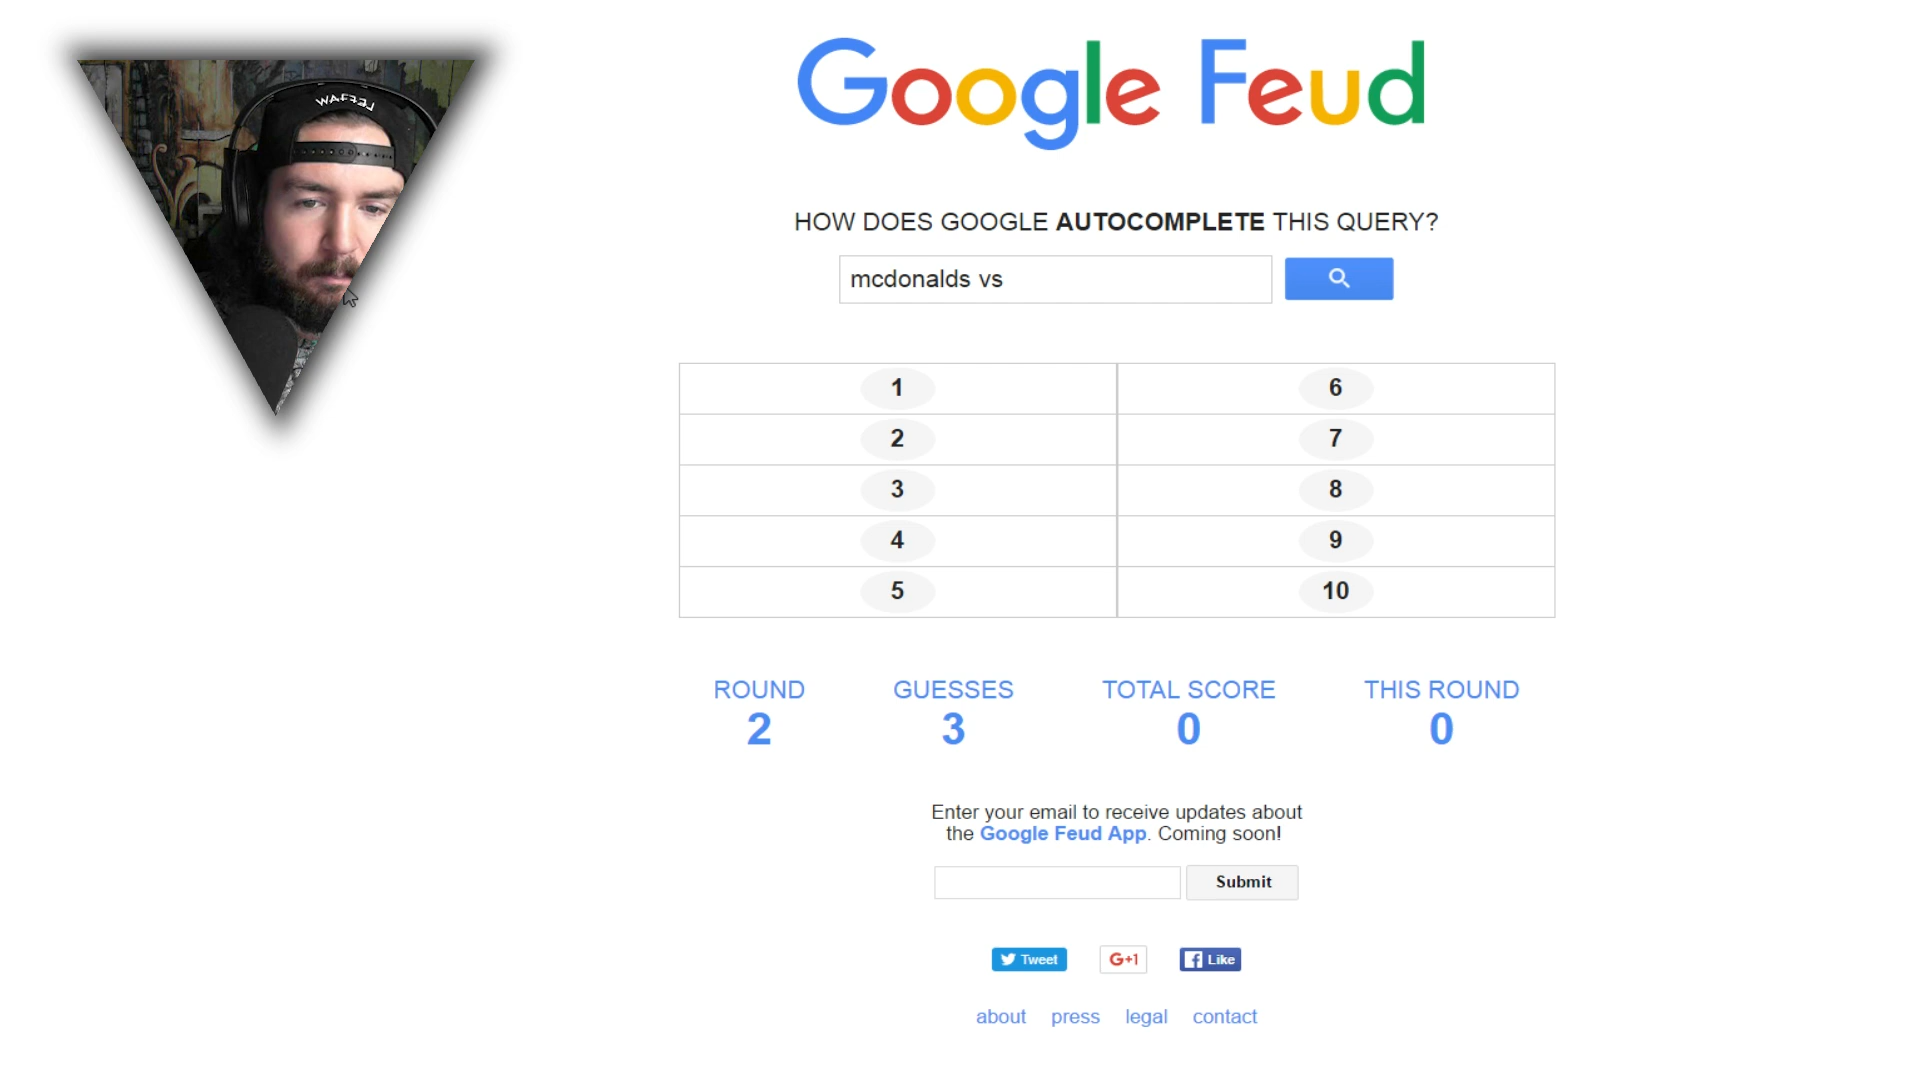 WAFFEL
Google Feud
HOW DOES GOOGLE AUTOCOMPLETE THIS QUERY?
mcdonalds vs
1 6
2 7
3 8
4 9
5 10
ROUND GUESSES TOTAL SCORE THIS ROUND
2 3 0 0
Enter your email to receive updates about
the Google Feud App. Coming soon!
Submit
Tweet G+1 Like
about press legal contact